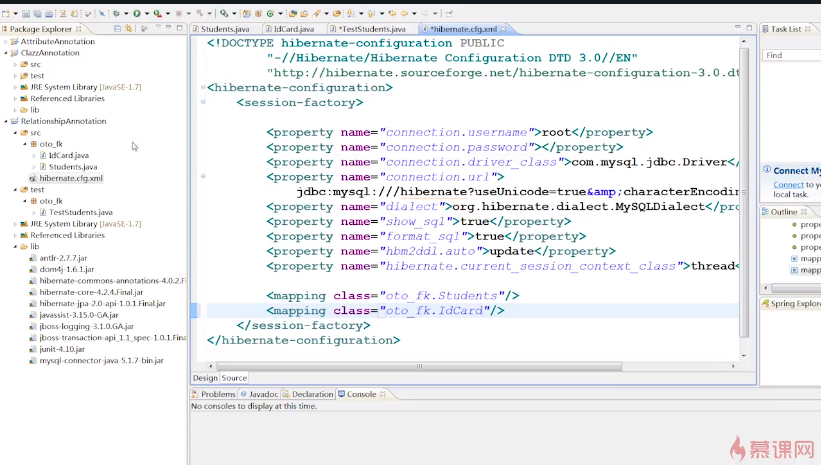 Package Explorer
AttributeAnnotation
ClazzAnnotation
src
test
JRE System Library [JavaSE-1.7]
Referenced Libraries
lib
RelationshipAnnotation
src
oto_fk
IdCard.java
Students.java
hibernate.cfg.xml
test
oto_fk
TestStudents.java
JRE System Library [JavaSE-1.7]
Referenced Libraries
lib
antlr-2.7.7.jar
dom4j-1.6.1.jar
hibernate-commons-annotations-4.0.2.F
hibernate-core-4.2.4.Final.jar
hibernate-jpa-2.0-api-1.0.1.Final.jar
javassist-3.15.0-GA.jar
jboss-logging-3.1.0.GA.jar
jboss-transaction-api_1.1_spec-1.0.1.Fina
junit-4.10.jar
mysql-connector-java-5.1.7-bin.jar
Students.java IdCard.java *TestStudents.java *hibernate.cfg.xml
<!DOCTYPE hibernate-configuration PUBLIC
"-//Hibernate/Hibernate Configuration DTD 3.0//EN"
"http://hibernate.sourceforge.net/hibernate-configuration-3.0.dt
<hibernate-configuration>
<session-factory>
<property name="connection.username">root</property>
<property name="connection.password"></property>
<property name="connection.driver_class">com.mysql.jdbc.Driver</
<property name="connection.url">
jdbc:mysql:///hibernate?useUnicode=true&amp;characterEncodin
<property name="dialect">org.hibernate.dialect.MySQLDialect</pro
<property name="show_sql">true</property>
<property name="format_sql">true</property>
<property name="hbm2ddl.auto">update</property>
<property name="hibernate.current_session_context_class">thread<
<mapping class="oto_fk.Students"/>
<mapping class="oto_fk.IdCard"/>
</session-factory>
</hibernate-configuration>
Design Source
Problems Javadoc Declaration Console
No consoles to display at this time.
Task List
Find
Connect My
Connect to your
local task.
Outline
prope
prope
prope
mapp
mapp
Spring Explorer
慕课网